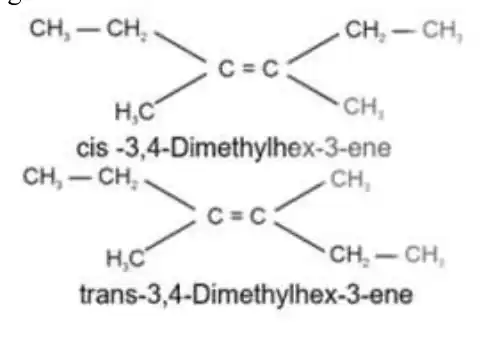 CH₃ — CH₂ CH₂ — CH₃
C = C
H₃C CH₃
cis -3,4-Dimethylhex-3-ene
CH₃ — CH₂ CH₃
C = C
H₃C CH₂ — CH₃
trans-3,4-Dimethylhex-3-ene